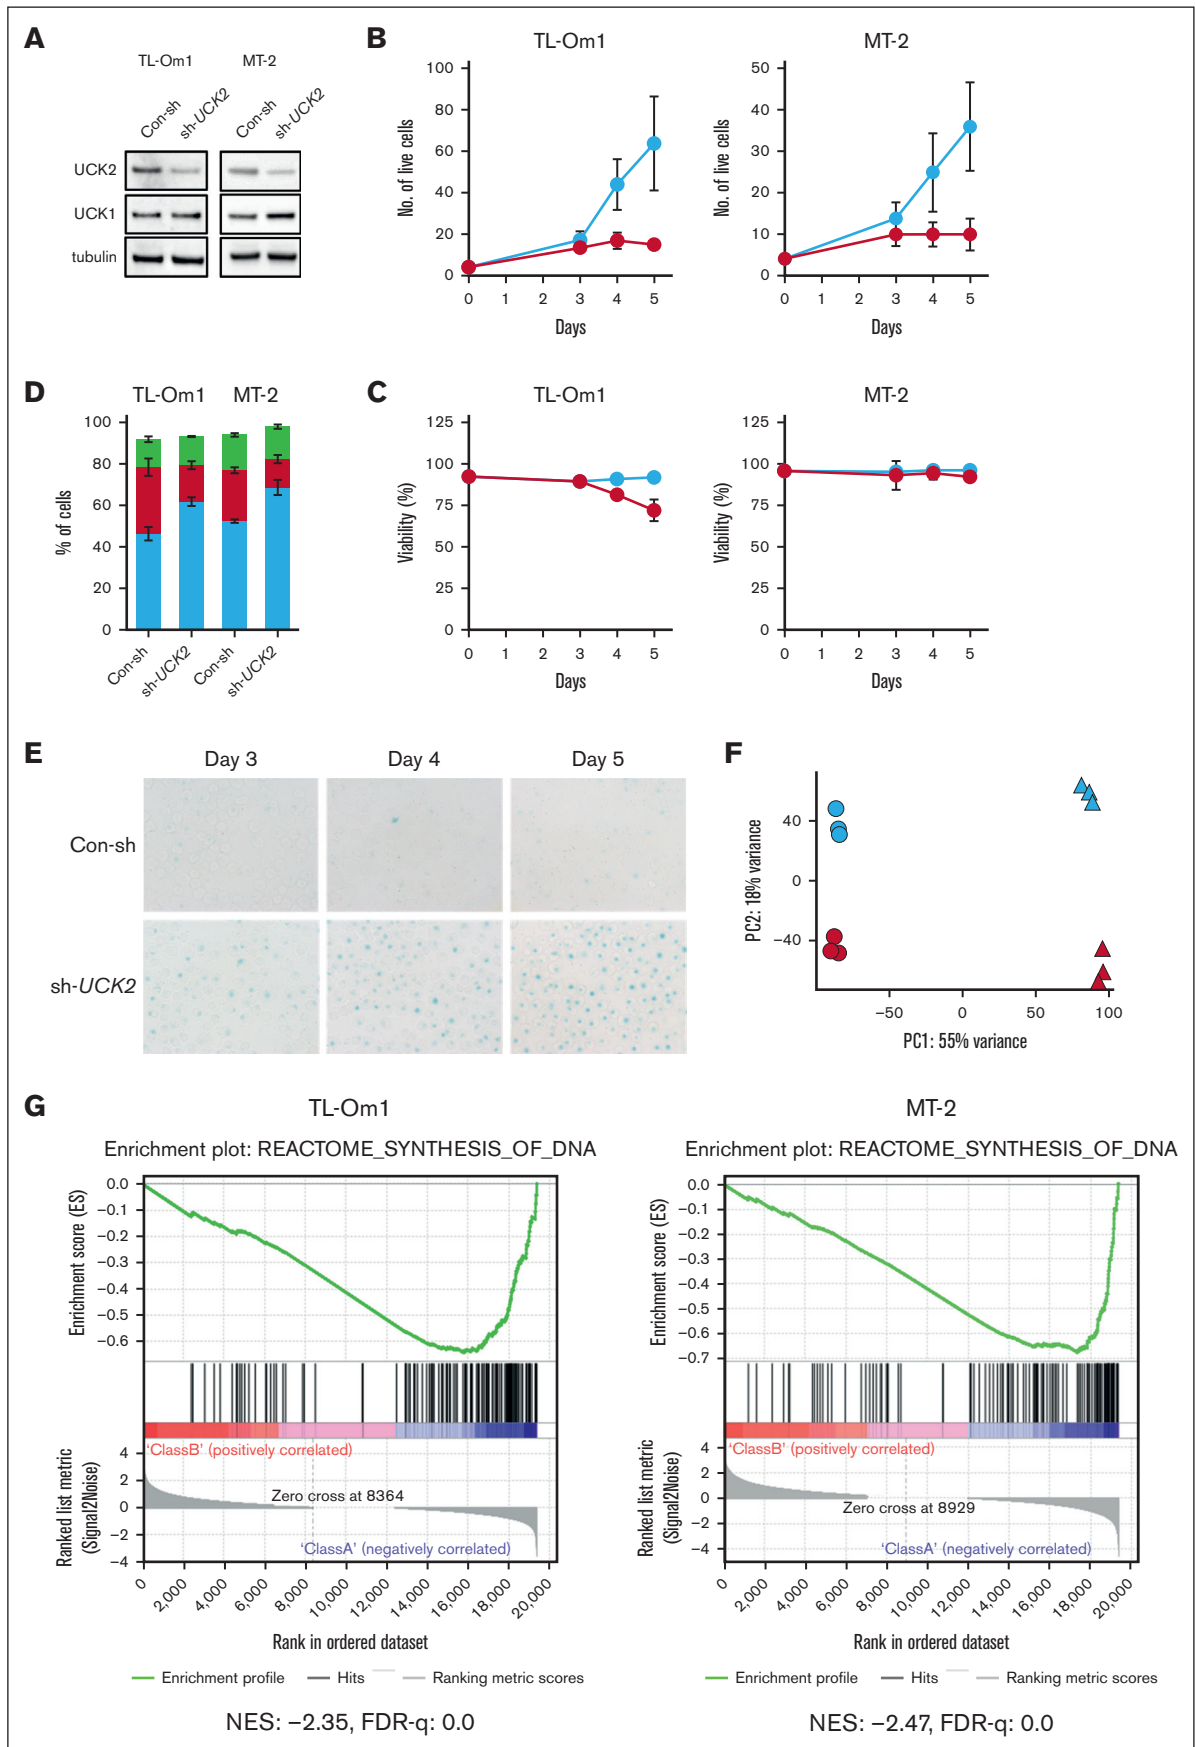 A
TL-Om1 MT-2
Con-sh sh-UCK2 Con-sh sh-UCK2
UCK2
UCK1
tubulin
B
TL-Om1
No. of live cells
100
80
60
40
20
0
0 1 2 3 4 5
Days
MT-2
No. of live cells
50
40
30
20
10
0
0 1 2 3 4 5
Days
D
TL-Om1 MT-2
% of cells
100
80
60
40
20
0
Con-sh sh-UCK2 Con-sh sh-UCK2
C
TL-Om1
Viability (%)
125
100
75
50
25
0
0 1 2 3 4 5
Days
MT-2
Viability (%)
125
100
75
50
25
0
0 1 2 3 4 5
Days
E
Day 3 Day 4 Day 5
Con-sh
sh-UCK2
F
PC2: 18% variance
40
0
−40
−50 0 50 100
PC1: 55% variance
G
TL-Om1
Enrichment plot: REACTOME_SYNTHESIS_OF_DNA
Enrichment score (ES)
0.0
−0.1
−0.2
−0.3
−0.4
−0.5
−0.6
'ClassB' (positively correlated)
Ranked list metric
(Signal2Noise)
4
2
0
−2
−4
Zero cross at 8364
'ClassA' (negatively correlated)
0 2,000 4,000 6,000 8,000 10,000 12,000 14,000 16,000 18,000 20,000
Rank in ordered dataset
Enrichment profile Hits Ranking metric scores
NES: −2.35, FDR-q: 0.0
MT-2
Enrichment plot: REACTOME_SYNTHESIS_OF_DNA
Enrichment score (ES)
0.0
−0.1
−0.2
−0.3
−0.4
−0.5
−0.6
−0.7
'ClassB' (positively correlated)
Ranked list metric
(Signal2Noise)
4
2
0
−2
−4
Zero cross at 8929
'ClassA' (negatively correlated)
0 2,000 4,000 6,000 8,000 10,000 12,000 14,000 16,000 18,000 20,000
Rank in ordered dataset
Enrichment profile Hits Ranking metric scores
NES: −2.47, FDR-q: 0.0